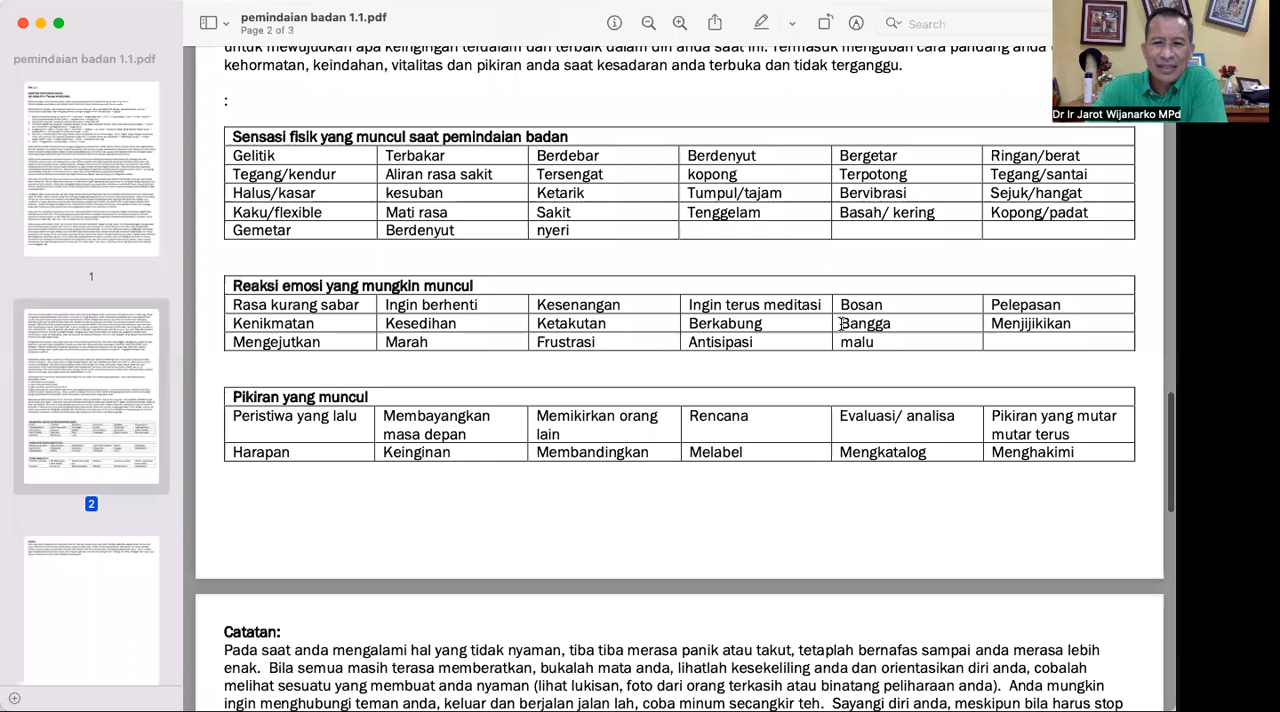 pemindaian badan 1.1.pdf
Page 2 of 3
Search
pemindaian badan 1.1.pdf
1
2
Dr Ir Jarot Wijanarko MPd
untuk mewujudkan apa keinginan terdalam dan terbaik dalam diri anda saat ini. Termasuk mengubah cara pandang anda
kehormatan, keindahan, vitalitas dan pikiran anda saat kesadaran anda terbuka dan tidak terganggu.
:
Sensasi fisik yang muncul saat pemindain badan
Gelitik Terbakar Berdebar Berdenyut Bergetar Ringan/berat
Tegang/kendur Aliran rasa sakit Tersengat kopong Terpotong Tegang/santai
Halus/kasar kesuban Ketarik Tumpul/tajam Bervibrasi Sejuk/hangat
Kaku/flexible Mati rasa Sakit Tenggelam Basah/ kering Kopong/padat
Gemetar Berdenyut nyeri
Reaksi emosi yang mungkin muncul
Rasa kurang sabar Ingin berhenti Kesenangan Ingin terus meditasi Bosan Pelepasan
Kenikmatan Kesedihan Ketakutan Berkabung Bangga Menjijikikan
Mengejutkan Marah Frustrasi Antisipasi malu
Pikiran yang muncul
Peristiwa yang lalu Membayangkan masa depan Memikirkan orang lain Rencana Evaluasi/ analisa Pikiran yang mutar mutar terus
Harapan Keinginan Membandingkan Melabel Mengkatalog Menghakimi
Catatan:
Pada saat anda mengalami hal yang tidak nyaman, tiba tiba merasa panik atau takut, tetaplah bernafas sampai anda merasa lebih
enak. Bila semua masih terasa memberatkan, bukalah mata anda, lihatlah kesekeliling anda dan orientasikan diri anda, cobalah
melihat sesuatu yang membuat anda nyaman (lihat lukisan, foto dari orang terkasih atau binatang peliharaan anda). Anda mungkin
ingin menghubungi teman anda, keluar dan berjalan jalan lah, coba minum secangkir teh. Sayangi diri anda, meskipun bila harus stop